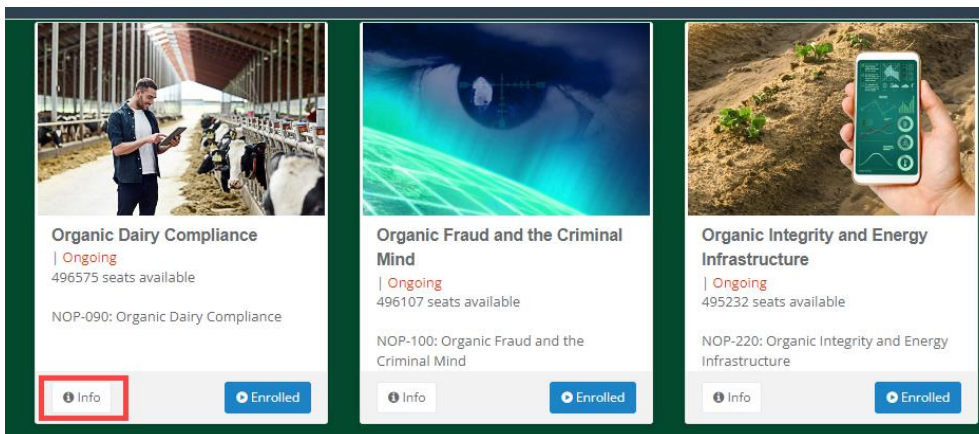 Organic Dairy Compliance
| Ongoing
496575 seats available
NOP-090: Organic Dairy Compliance
Info
Enrolled
Organic Fraud and the Criminal
Mind
| Ongoing
496107 seats available
NOP-100: Organic Fraud and the
Criminal Mind
Info
Enrolled
Organic Integrity and Energy
Infrastructure
| Ongoing
495232 seats available
NOP-220: Organic Integrity and Energy
Infrastructure
Info
Enrolled